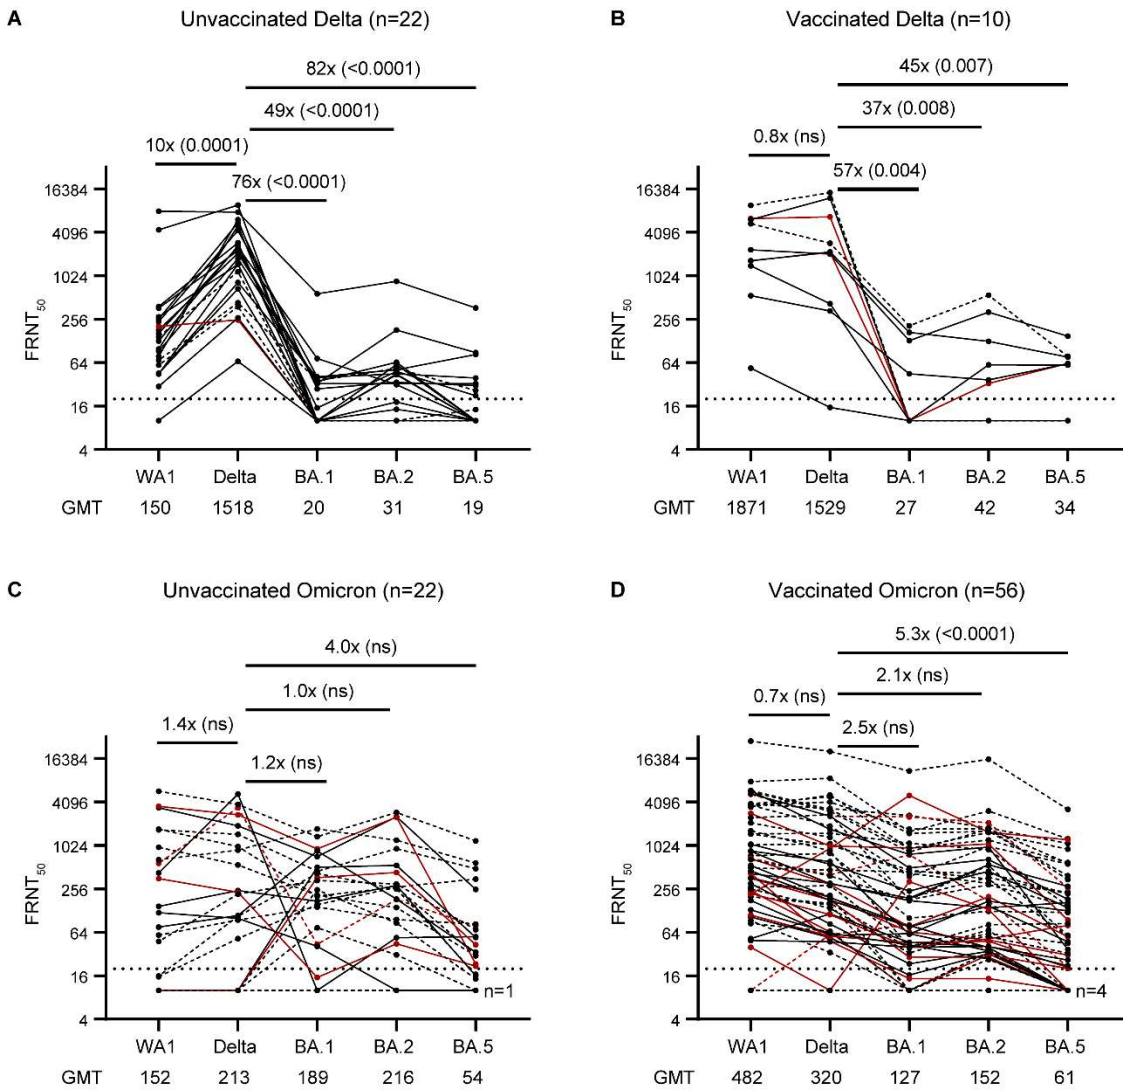 A Unvaccinated Delta (n=22)
82x (<0.0001)
49x (<0.0001)
10x (0.0001)
76x (<0.0001)
FRNT50
16384
4096
1024
256
64
16
4
WA1 Delta BA.1 BA.2 BA.5
GMT 150 1518 20 31 19
B Vaccinated Delta (n=10)
45x (0.007)
37x (0.008)
0.8x (ns)
57x (0.004)
FRNT50
16384
4096
1024
256
64
16
4
WA1 Delta BA.1 BA.2 BA.5
GMT 1871 1529 27 42 34
C Unvaccinated Omicron (n=22)
4.0x (ns)
1.0x (ns)
1.4x (ns)
1.2x (ns)
FRNT50
16384
4096
1024
256
64
16
4
n=1
WA1 Delta BA.1 BA.2 BA.5
GMT 152 213 189 216 54
D Vaccinated Omicron (n=56)
5.3x (<0.0001)
2.1x (ns)
0.7x (ns)
2.5x (ns)
FRNT50
16384
4096
1024
256
64
16
4
n=4
WA1 Delta BA.1 BA.2 BA.5
GMT 482 320 127 152 61